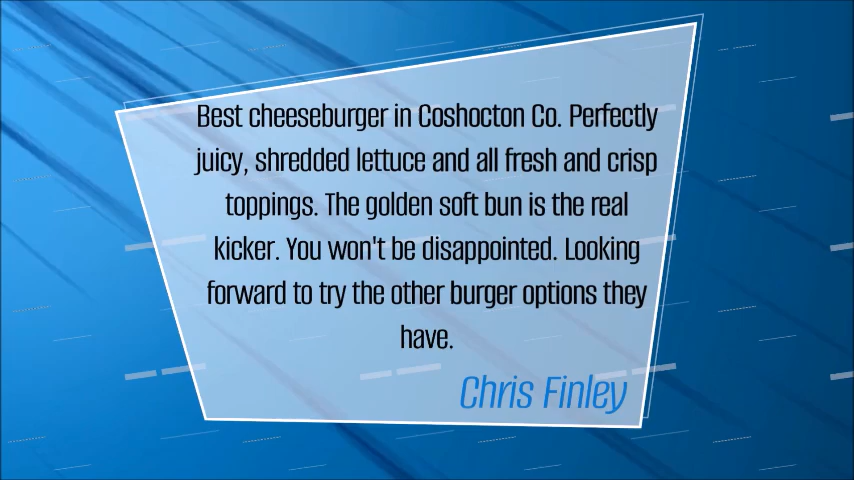 Best cheeseburger in Coshocton Co. Perfectly
juicy, shredded lettuce and all fresh and crisp
toppings. The golden soft bun is the real
kicker. You won't be disappointed. Looking
forward to try the other burger options they
have.
Chris Finley